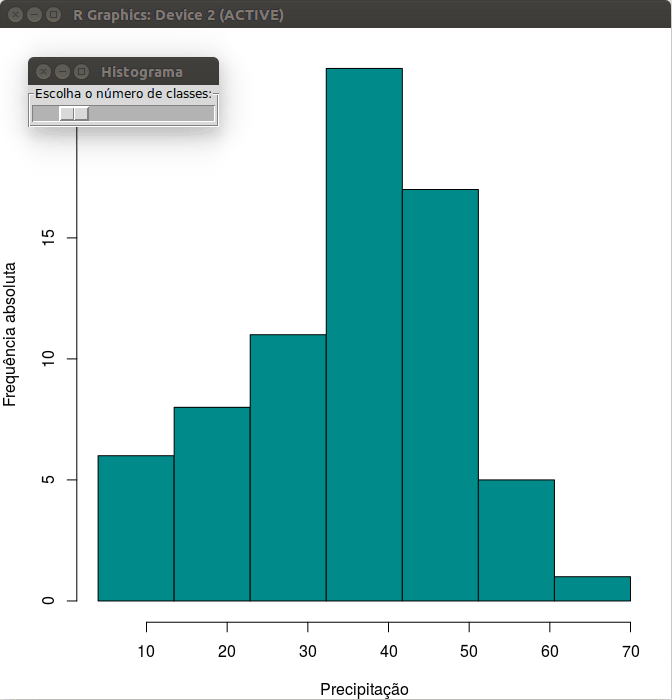 R Graphics: Device 2 (ACTIVE)
Histograma
Escolha o número de classes:
Frequência absoluta
15
10
5
0
10 20 30 40 50 60 70
Precipitação